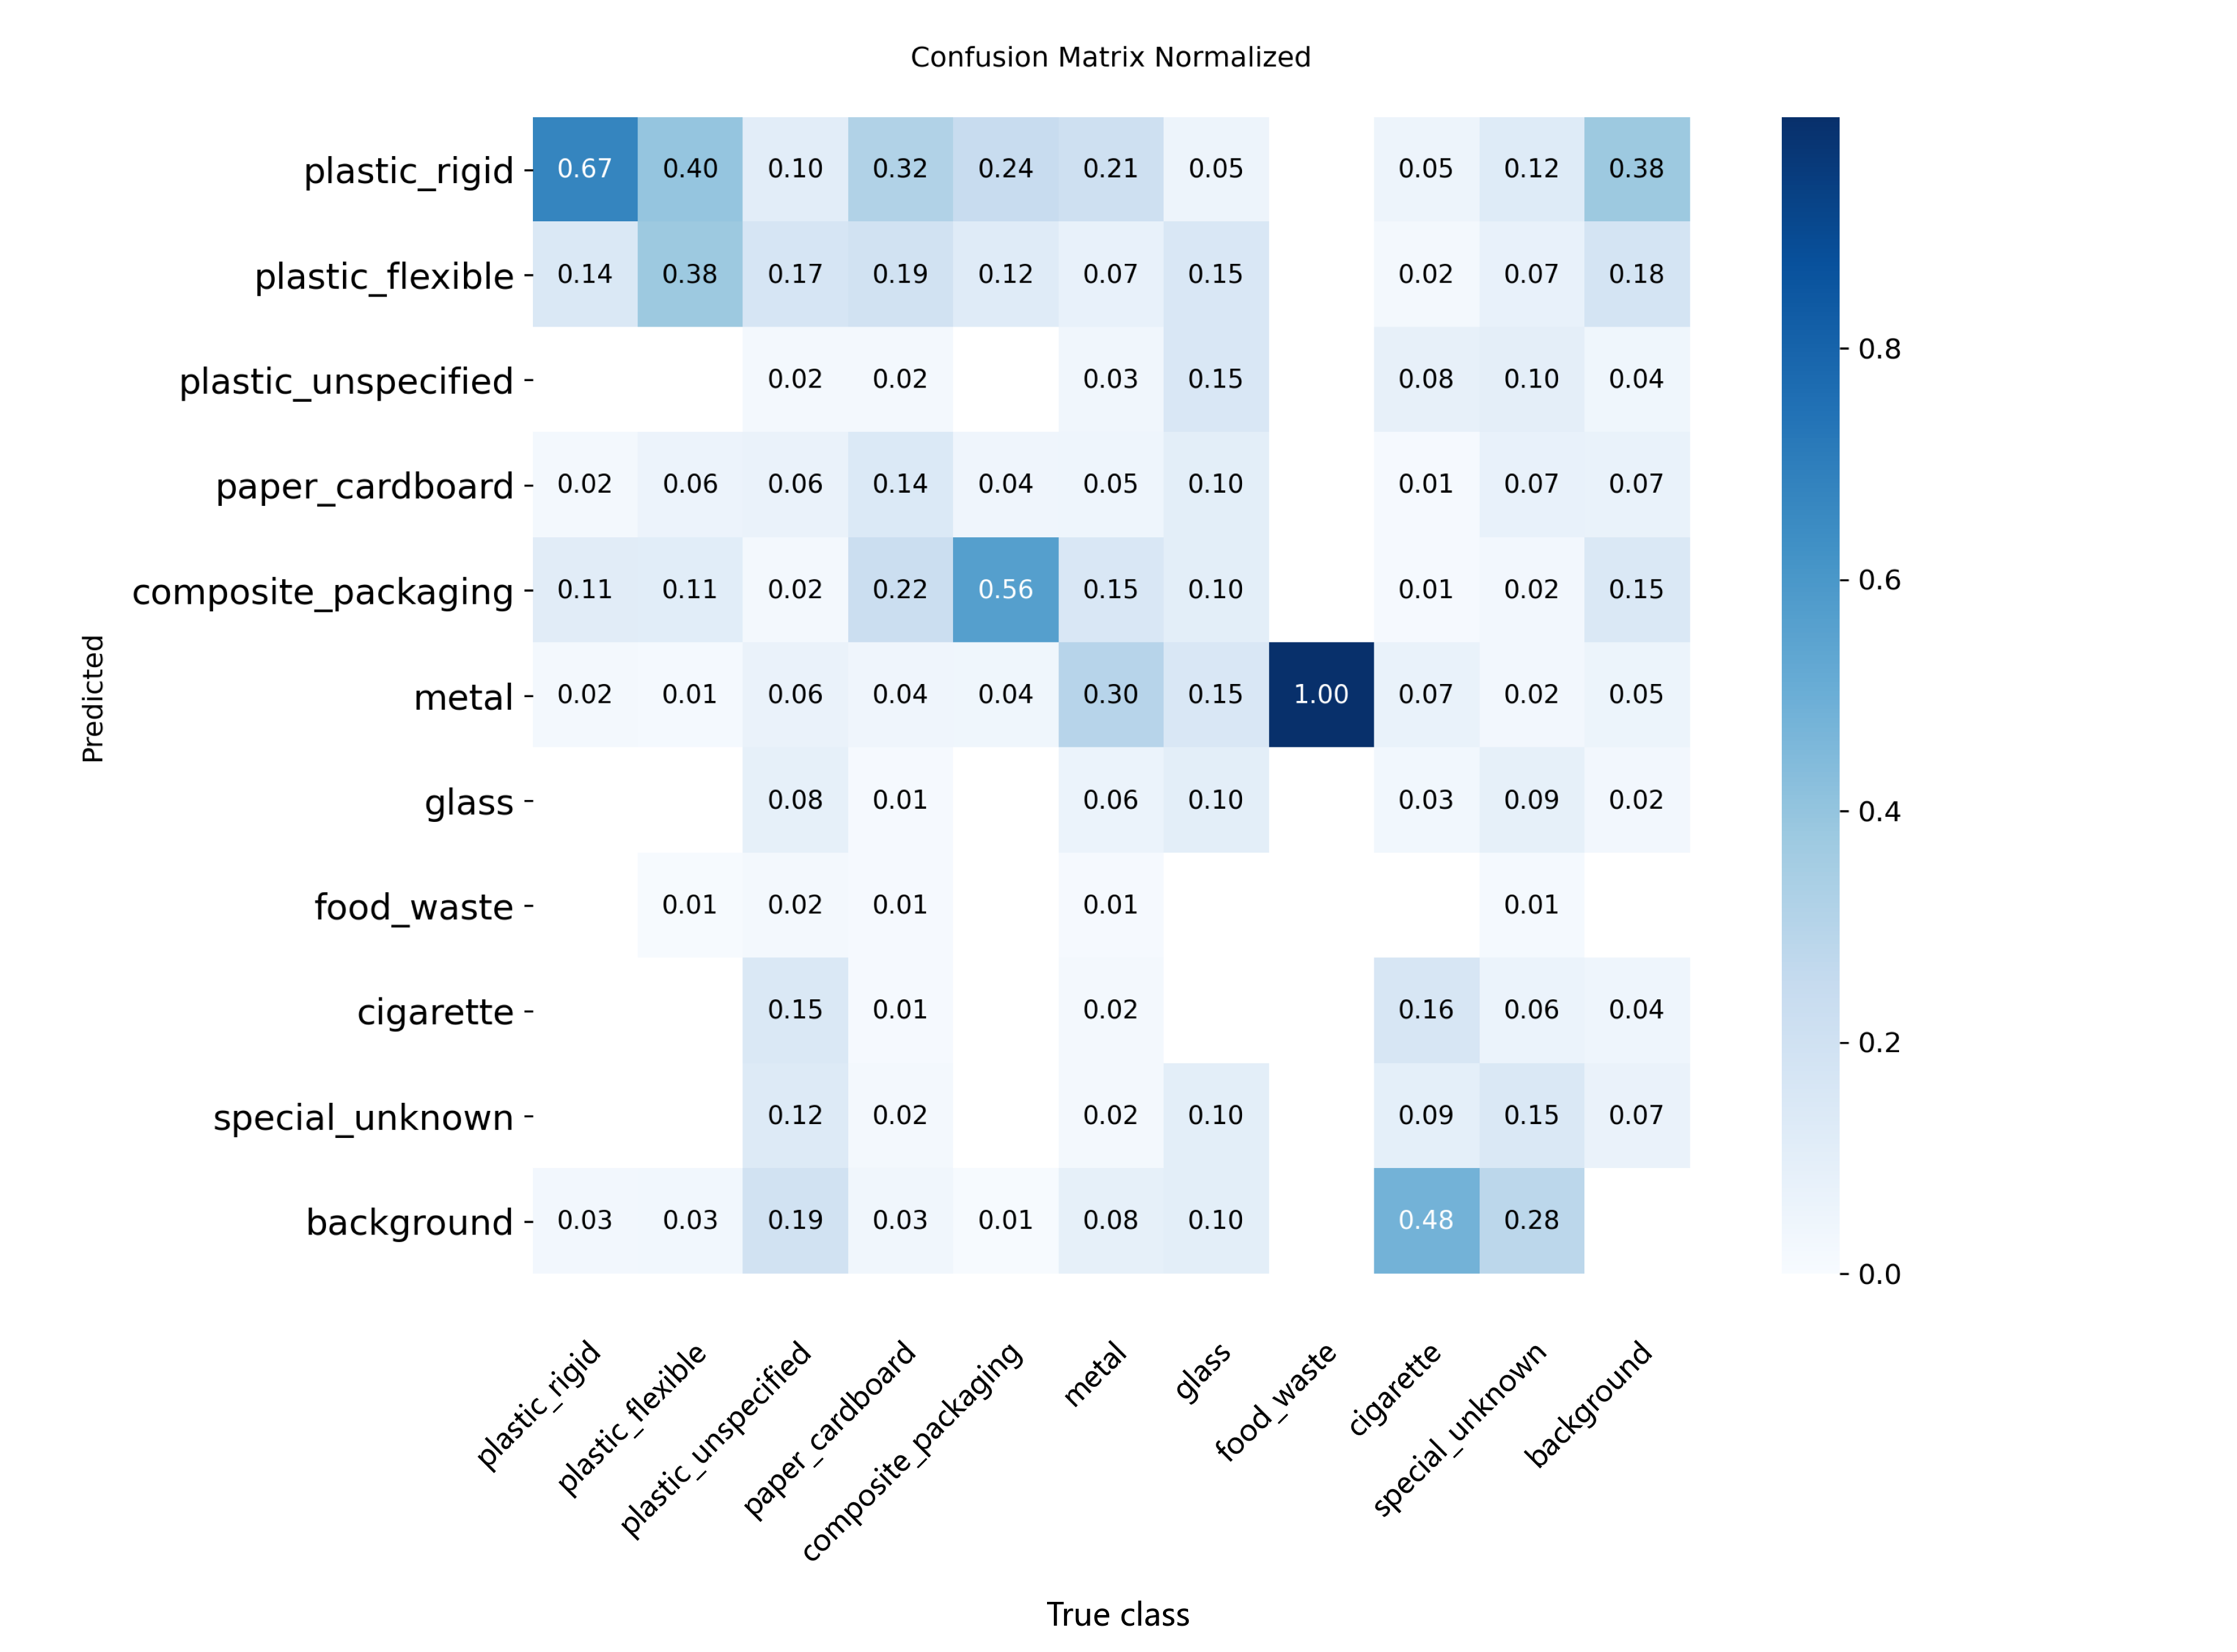 Confusion Matrix Normalized
plastic_rigid 0.67 0.40 0.10 0.32 0.24 0.21 0.05 0.05 0.12 0.38
plastic_flexible 0.14 0.38 0.17 0.19 0.12 0.07 0.15 0.02 0.07 0.18
plastic_unspecified 0.02 0.02 0.03 0.15 0.08 0.10 0.04
paper_cardboard 0.02 0.06 0.06 0.14 0.04 0.05 0.10 0.01 0.07 0.07
composite_packaging 0.11 0.11 0.02 0.22 0.56 0.15 0.10 0.01 0.02 0.15
metal 0.02 0.01 0.06 0.04 0.04 0.30 0.15 1.00 0.07 0.02 0.05
glass 0.08 0.01 0.06 0.10 0.03 0.09 0.02
food_waste 0.01 0.02 0.01 0.01 0.01
cigarette 0.15 0.01 0.02 0.16 0.06 0.04
special_unknown 0.12 0.02 0.02 0.10 0.09 0.15 0.07
background 0.03 0.03 0.19 0.03 0.01 0.08 0.10 0.48 0.28
Predicted
plastic_rigid
plastic_flexible
plastic_unspecified
paper_cardboard
composite_packaging
metal
glass
food_waste
cigarette
special_unknown
background
True class
0.8
0.6
0.4
0.2
0.0